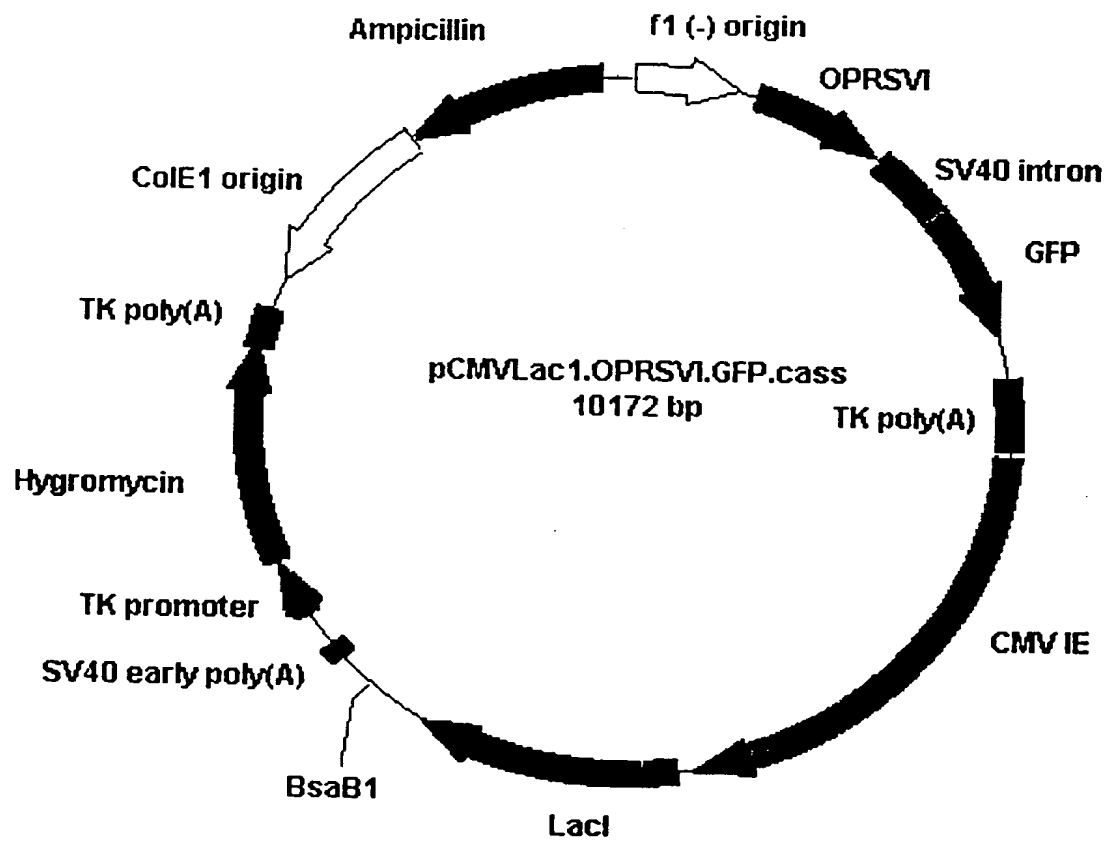 Ampicillin
f1 (-) origin
OPRSVI
ColE1 origin
SV40 intron
GFP
TK poly(A)
pCMVLac1.OPRSVI.GFP.cass
10172 bp
TK poly(A)
Hygromycin
TK promoter
CMV IE
SV40 early poly(A)
BsaB1
LacI